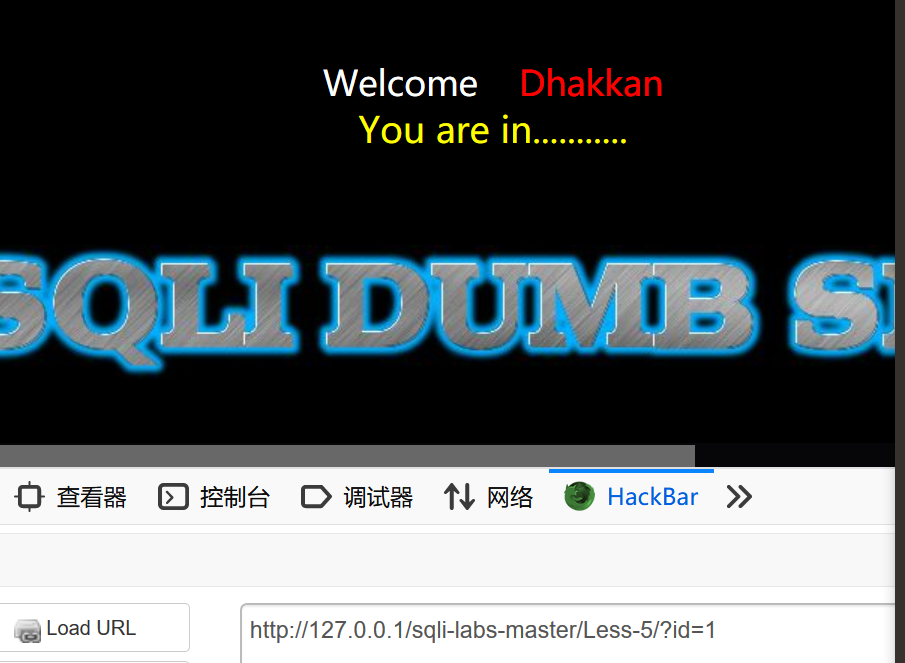 Welcome Dhakkan
You are in...........
SQLI DUMB S
查看器 控制台 调试器 网络 HackBar
Load URL
http://127.0.0.1/sqli-labs-master/Less-5/?id=1